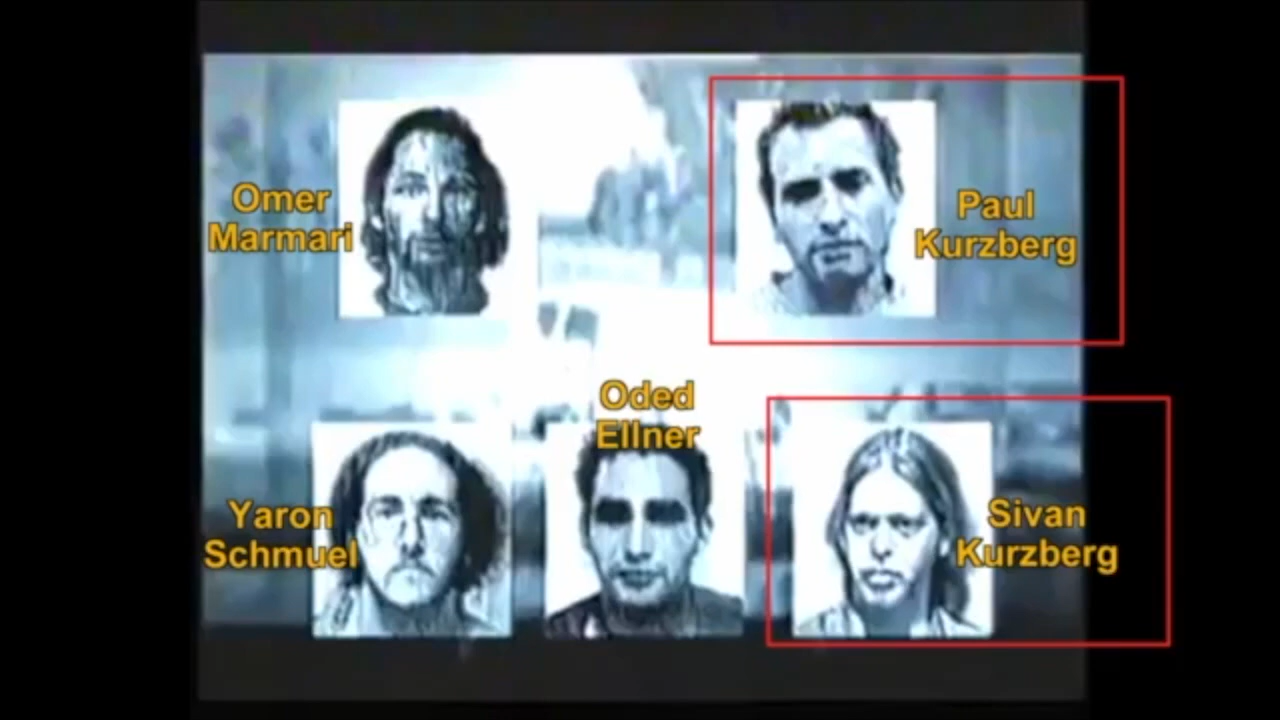 Omer
Marmari
Paul
Kurzberg
Oded
Ellner
Yaron
Schmuel
Sivan
Kurzberg